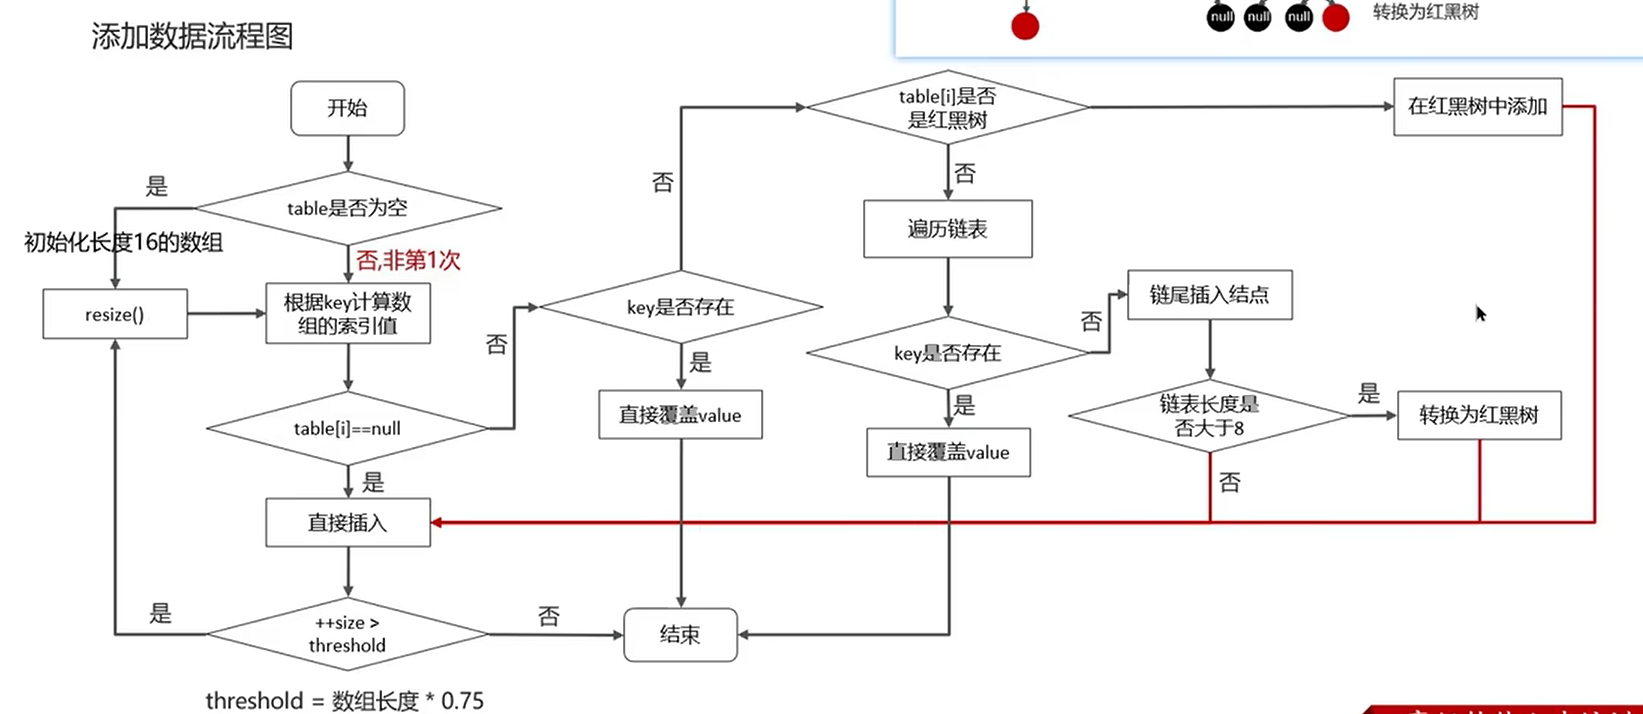 添加数据流程图
null
null
null
转换为红黑树
开始
table是否为空
是
初始化长度16的数组
否,非第1次
resize()
根据key计算数
组的索引值
table[i]==null
否
是
直接插入
++size >
threshold
是
否
threshold = 数组长度 * 0.75
key是否存在
否
是
直接覆盖value
结束
table[i]是否
是红黑树
否
在红黑树中添加
遍历链表
key是否存在
否
是
直接覆盖value
链尾插入结点
链表长度是
否大于8
是
否
转换为红黑树